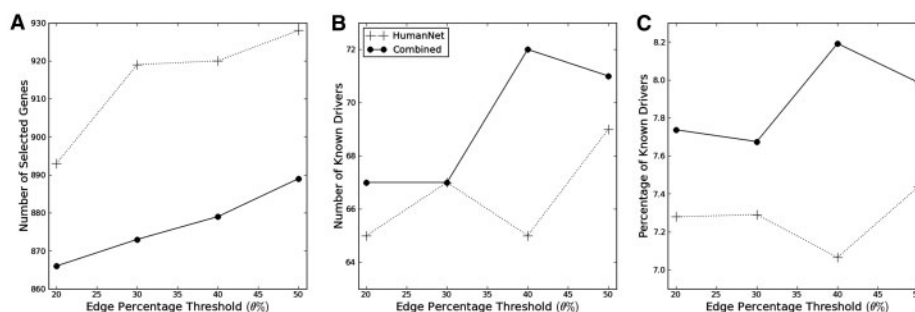 A
930
920
910
900
890
880
870
860
Number of Selected Genes
20 25 30 35 40 45 50
Edge Percentage Threshold (θ%)
B
HumanNet
Combined
72
70
68
66
64
Number of Known Drivers
20 25 30 35 40 45 50
Edge Percentage Threshold (θ%)
C
8.2
8.0
7.8
7.6
7.4
7.2
7.0
Percentage of Known Drivers
20 25 30 35 40 45 50
Edge Percentage Threshold (θ%)